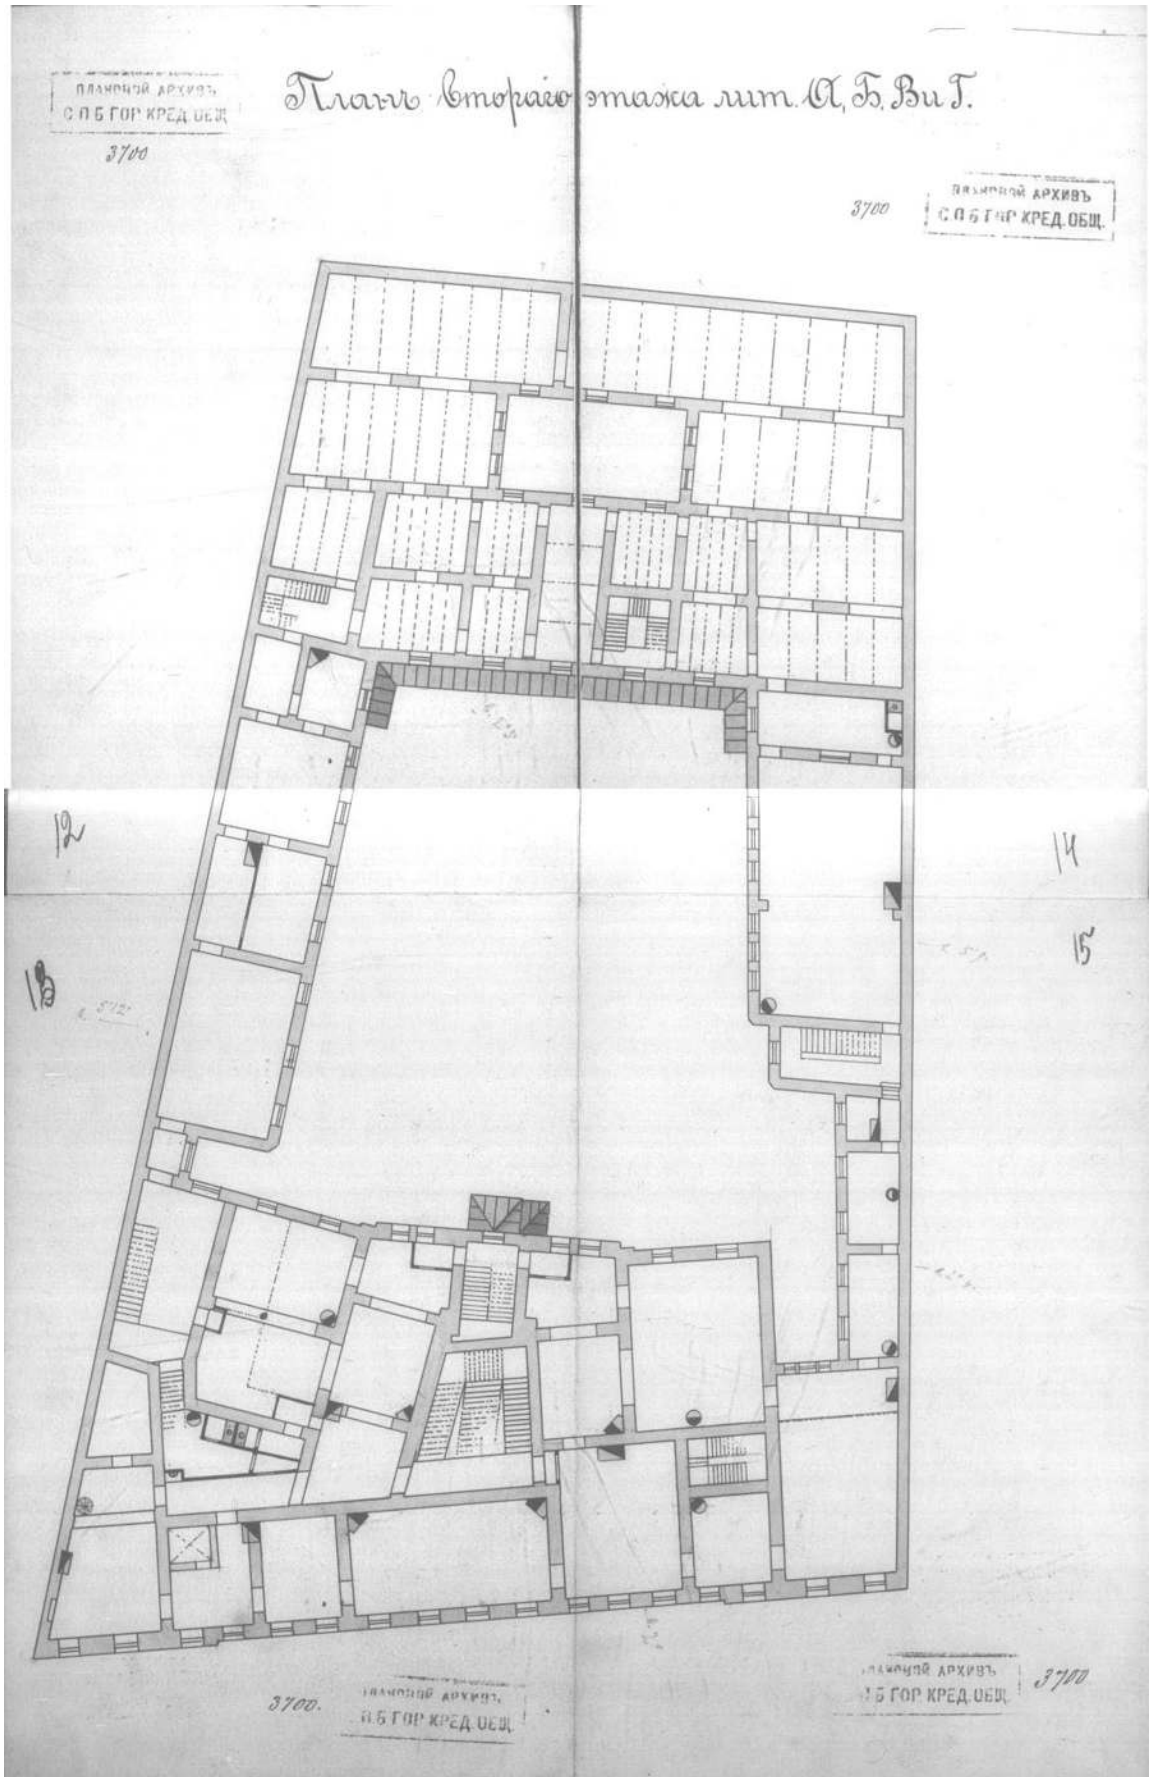 Планъ втораго этажа лит. А, Б, В и Г.
ПЛАНОВОЙ АРХИВЪ
С.П.Б ГОР. КРЕД. ОБЩ.
3700
3700
ПЛАНОВОЙ АРХИВЪ
С.П.Б ГОР. КРЕД. ОБЩ.
12
14
13
15
3700.
ПЛАНОВОЙ АРХИВЪ
П.Б ГОР. КРЕД. ОБЩ.
ПЛАНОВОЙ АРХИВЪ
Б ГОР. КРЕД. ОБЩ.
3700